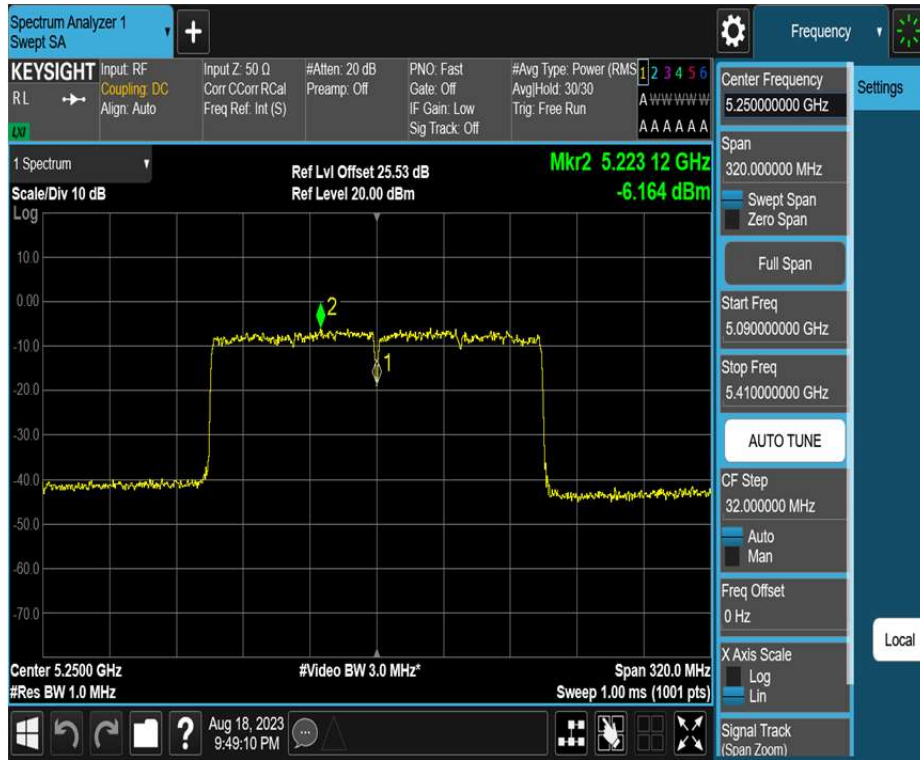 Spectrum Analyzer 1
Swept SA
Frequency
KEYSIGHT
R L
LXI
Input: RF
Coupling: DC
Align: Auto
Input Z: 50 Ω
Corr CCorr RCal
Freq Ref: Int (S)
#Atten: 20 dB
Preamp: Off
PNO: Fast
Gate: Off
IF Gain: Low
Sig Track: Off
#Avg Type: Power (RMS
Avg|Hold: 30/30
Trig: Free Run
1 2 3 4 5 6
A W W W W W
A A A A A A
1 Spectrum
Scale/Div 10 dB
Log
Ref Lvl Offset 25.53 dB
Ref Level 20.00 dBm
Mkr2 5.223 12 GHz
-6.164 dBm
10.0
0.00
-10.0
-20.0
-30.0
-40.0
-50.0
-60.0
-70.0
2
1
Center 5.2500 GHz
#Res BW 1.0 MHz
#Video BW 3.0 MHz*
Span 320.0 MHz
Sweep 1.00 ms (1001 pts)
?
Aug 18, 2023
9:49:10 PM
Center Frequency
5.25000000 GHz
Span
320.000000 MHz
Swept Span
Zero Span
Full Span
Start Freq
5.090000000 GHz
Stop Freq
5.410000000 GHz
AUTO TUNE
CF Step
32.000000 MHz
Auto
Man
Freq Offset
0 Hz
X Axis Scale
Log
Lin
Signal Track
(Span Zoom)
Settings
Local